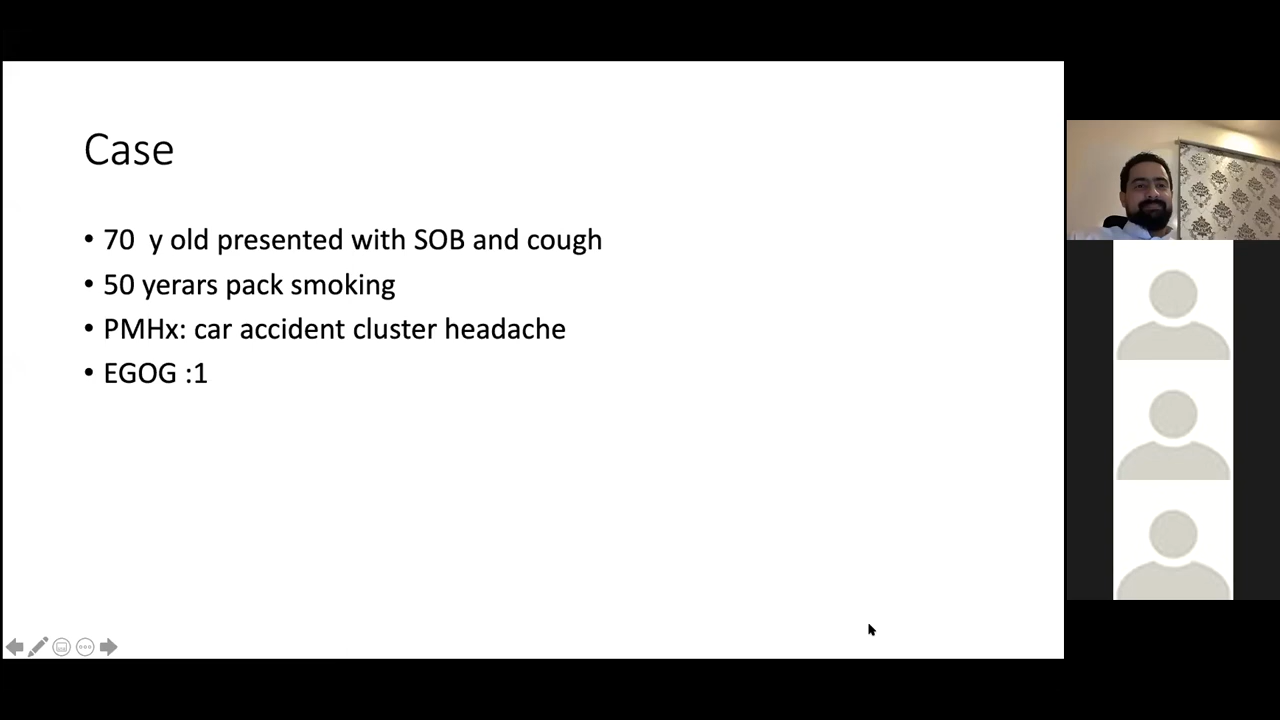 Case
• 70 y old presented with SOB and cough
• 50 yerars pack smoking
• PMHx: car accident cluster headache
• EGOG :1